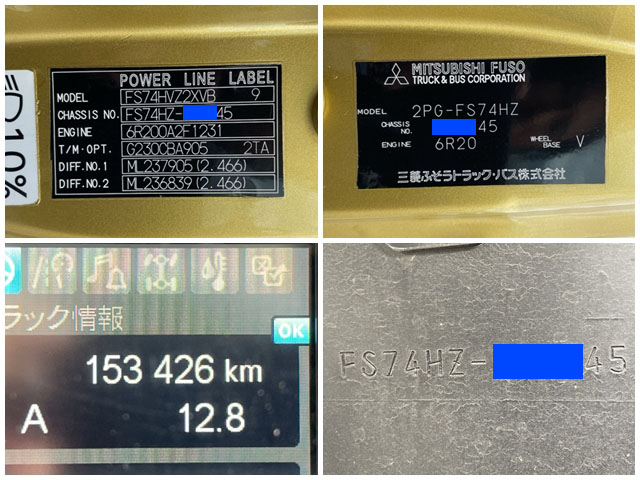 POWER LINE LABEL
MODEL FS74HVZ2XVB 9
CHASSIS NO. FS74HZ- 45
ENGINE 6R200A2F1231
T/M·OPT. G230CBA905 2TA
DIFF.NO.1 ML237905(2.466)
DIFF.NO.2 ML236839(2.466)
D10%
MITSUBISHI FUSO
TRUCK & BUS CORPORATION
MODEL 2PG-FS74HZ
CHASSIS NO. 45
ENGINE 6R20 WHEEL BASE V
三菱ふそうトラック・バス株式会社
ラック情報
OK
153 426 km
A 12.8
FS74HZ- 45